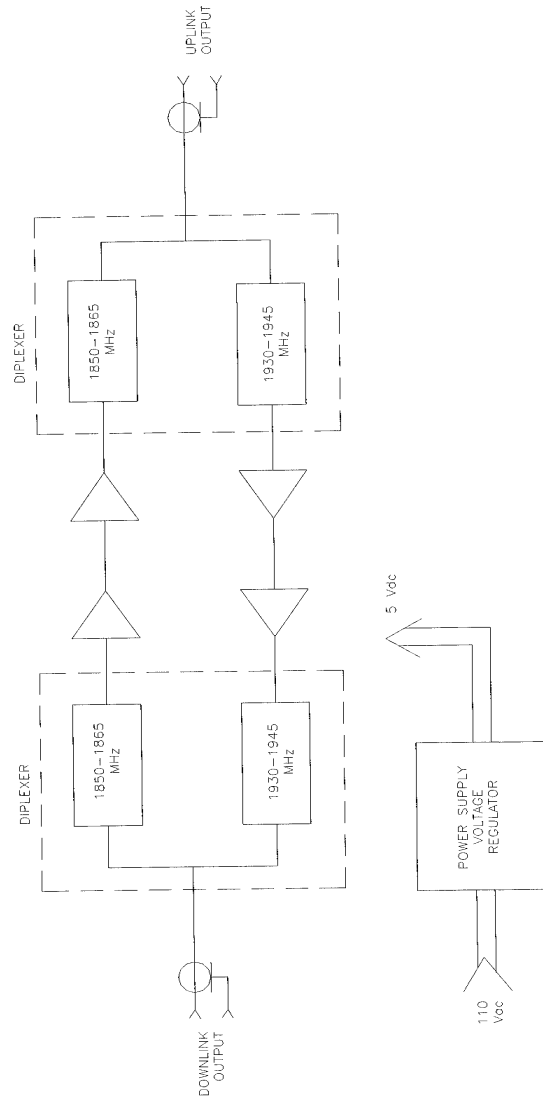 DIPLEXER
DIPLEXER
1850-1865
MHz
1850-1865
MHz
DOWNLINK
OUTPUT
UPLINK
OUTPUT
1930-1945
MHz
1930-1945
MHz
110
Vac
POWER SUPPLY
VOLTAGE
REGULATOR
5 Vdc